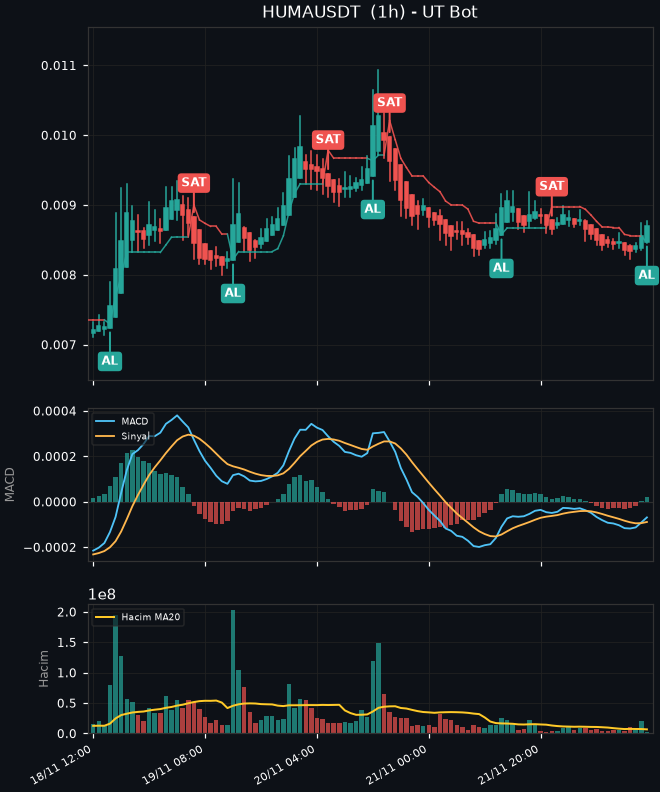 HUMAUSDT (1h) - UT Bot
0.011
0.010
0.009
0.008
0.007
SAT
SAT
SAT
SAT
AL
AL
AL
AL
AL
MACD
0.0004
0.0002
0.0000
−0.0002
MACD
Sinyal
1e8
Hacim
2.0
1.5
1.0
0.5
0.0
Hacim MA20
18/11 12:00
19/11 08:00
20/11 04:00
21/11 00:00
21/11 20:00